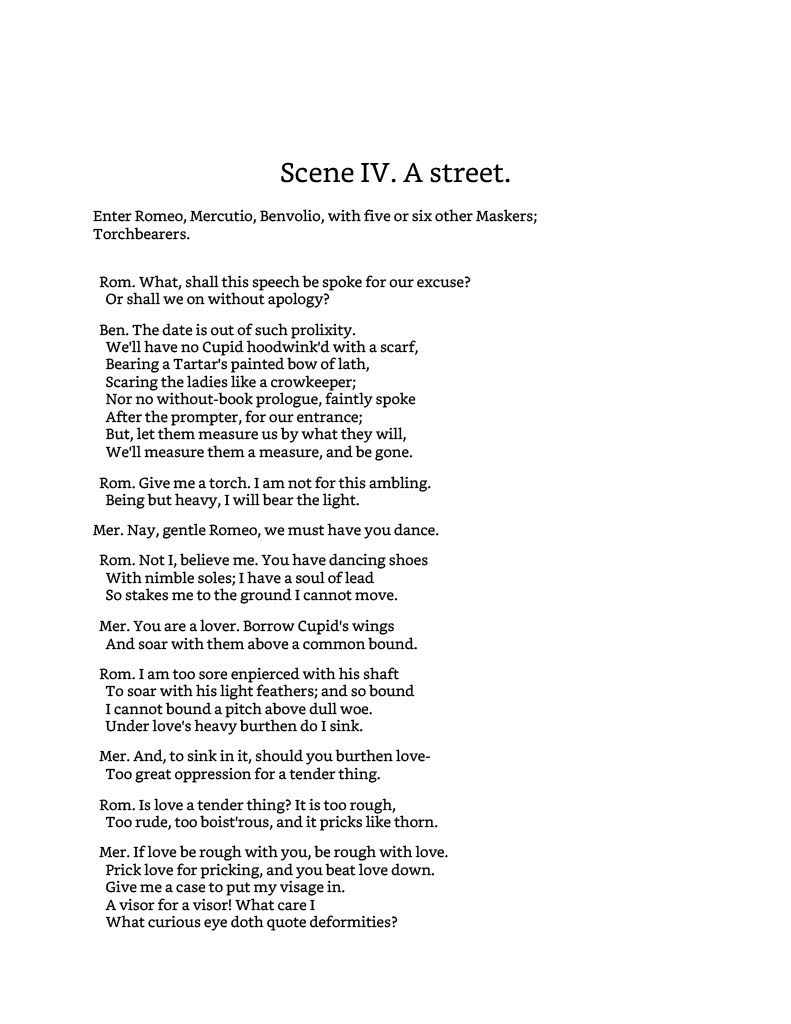 Scene IV. A street.
Enter Romeo, Mercutio, Benvolio, with five or six other Maskers;
Torchbearers.
Rom. What, shall this speech be spoke for our excuse?
Or shall we on without apology?
Ben. The date is out of such prolixity.
We'll have no Cupid hoodwink'd with a scarf,
Bearing a Tartar's painted bow of lath,
Scaring the ladies like a crowkeeper;
Nor no without-book prologue, faintly spoke
After the prompter, for our entrance;
But, let them measure us by what they will,
We'll measure them a measure, and be gone.
Rom. Give me a torch. I am not for this ambling.
Being but heavy, I will bear the light.
Mer. Nay, gentle Romeo, we must have you dance.
Rom. Not I, believe me. You have dancing shoes
With nimble soles; I have a soul of lead
So stakes me to the ground I cannot move.
Mer. You are a lover. Borrow Cupid's wings
And soar with them above a common bound.
Rom. I am too sore enpierced with his shaft
To soar with his light feathers; and so bound
I cannot bound a pitch above dull woe.
Under love's heavy burthen do I sink.
Mer. And, to sink in it, should you burthen love-
Too great oppression for a tender thing.
Rom. Is love a tender thing? It is too rough,
Too rude, too boist'rous, and it pricks like thorn.
Mer. If love be rough with you, be rough with love.
Prick love for pricking, and you beat love down.
Give me a case to put my visage in.
A visor for a visor! What care I
What curious eye doth quote deformities?